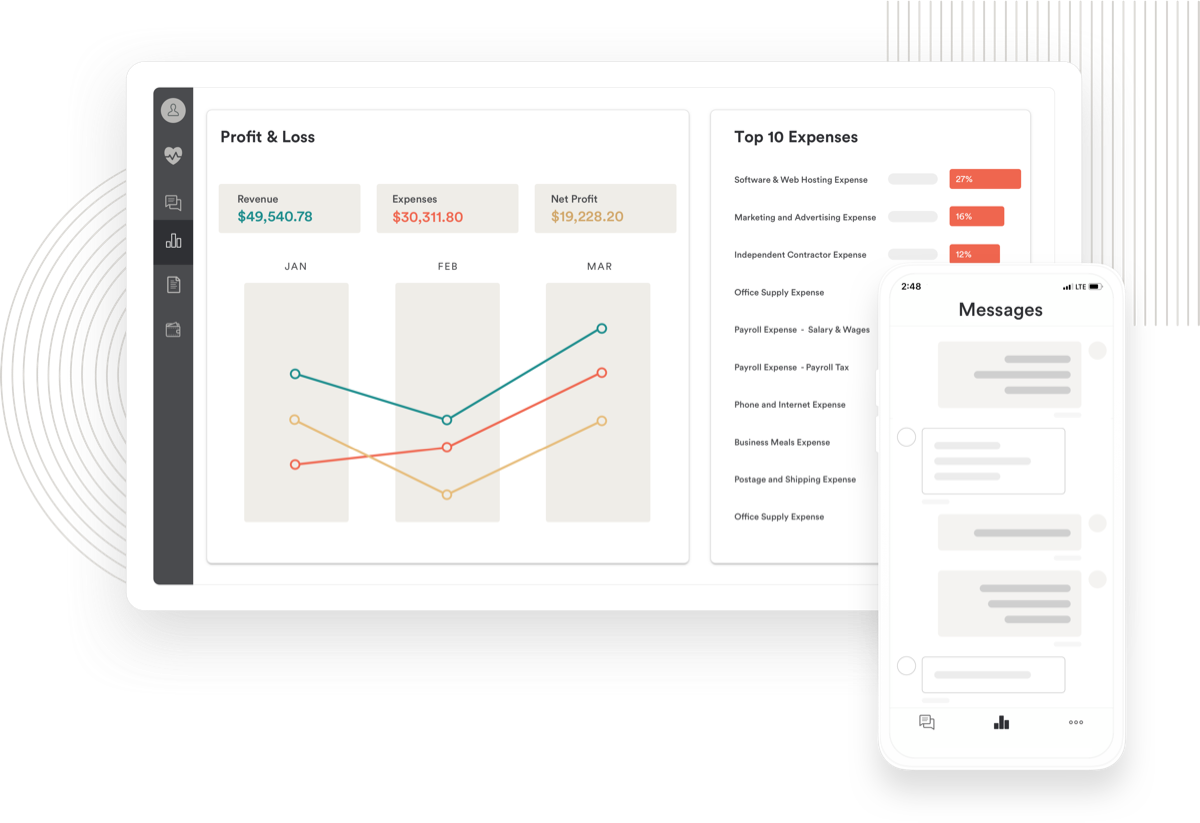 Profit & Loss
Revenue
$49,540.78
Expenses
$30,311.80
Net Profit
$19,228.20
JAN FEB MAR
Top 10 Expenses
Software & Web Hosting Expense 27%
Marketing and Advertising Expense 16%
Independent Contractor Expense 12%
Office Supply Expense
Payroll Expense - Salary & Wages
Payroll Expense - Payroll Tax
Phone and Internet Expense
Business Meals Expense
Postage and Shipping Expense
Office Supply Expense
2:48 LTE
Messages